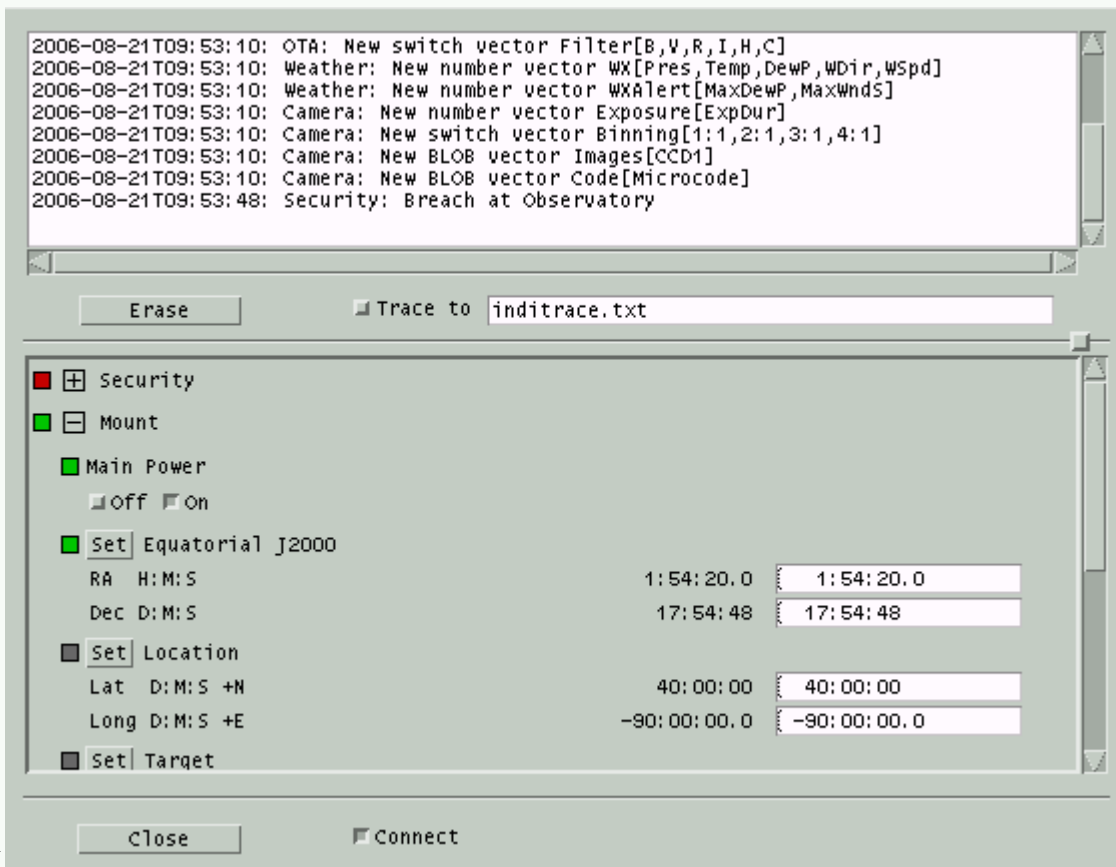 2006-08-21T09:53:10: OTA: New switch vector Filter[B,V,R,I,H,C]
2006-08-21T09:53:10: Weather: New number vector WX[Pres,Temp,DewP,WDir,WSpd]
2006-08-21T09:53:10: Weather: New number vector WXAlert[MaxDewP,MaxWndS]
2006-08-21T09:53:10: Camera: New number vector Exposure[ExpDur]
2006-08-21T09:53:10: Camera: New switch vector Binning[1:1,2:1,3:1,4:1]
2006-08-21T09:53:10: Camera: New BLOB vector Images[CCD1]
2006-08-21T09:53:10: Camera: New BLOB vector Code[Microcode]
2006-08-21T09:53:48: Security: Breach at Observatory
Erase Trace to inditrace.txt
Security
Mount
Main Power
Off On
Set Equatorial J2000
RA H:M:S 1:54:20.0 1:54:20.0
Dec D:M:S 17:54:48 17:54:48
Set Location
Lat D:M:S +N 40:00:00 40:00:00
Long D:M:S +E -90:00:00.0 -90:00:00.0
Set Target
Close Connect